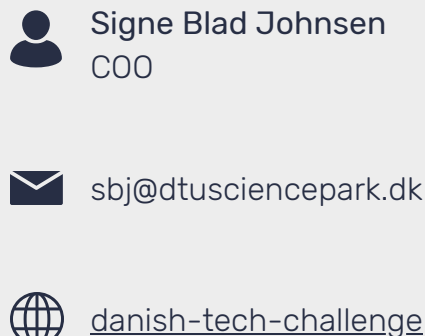 Signe Blad Johnsen
COO
sbj@dtusciencepark.dk
danish-tech-challenge